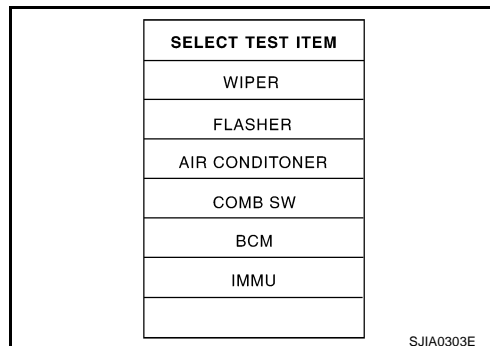 SELECT TEST ITEM
WIPER
FLASHER
AIR CONDITONER
COMB SW
BCM
IMMU
SJIA0303E